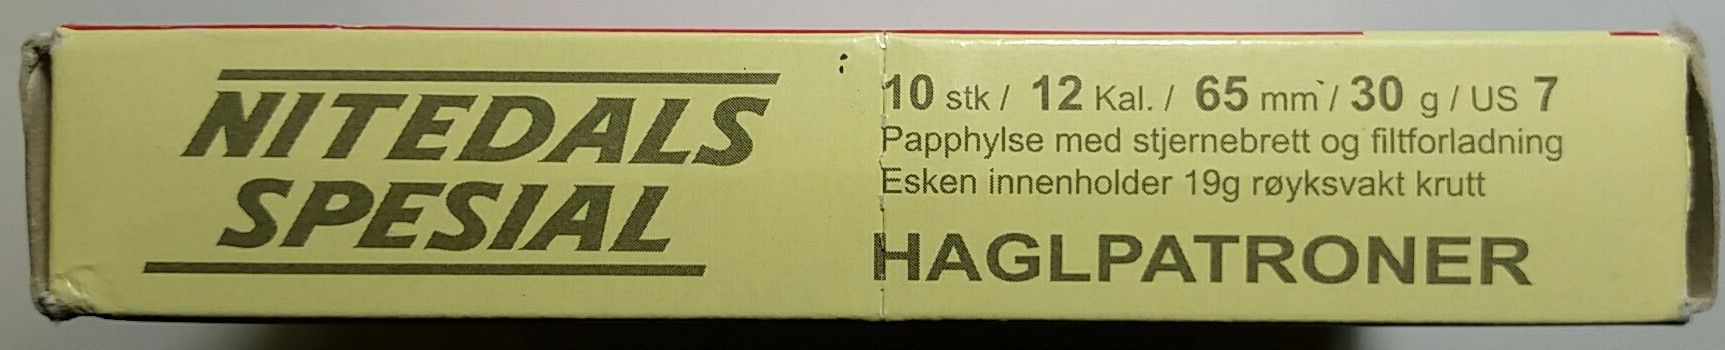 NITEDALS
SPESIAL
10 stk / 12 Kal. / 65 mm / 30 g / US 7
Papphylse med stjernebrett og filtforladning
Esken innenholder 19g røyksvakt krutt
HAGLPATRONER